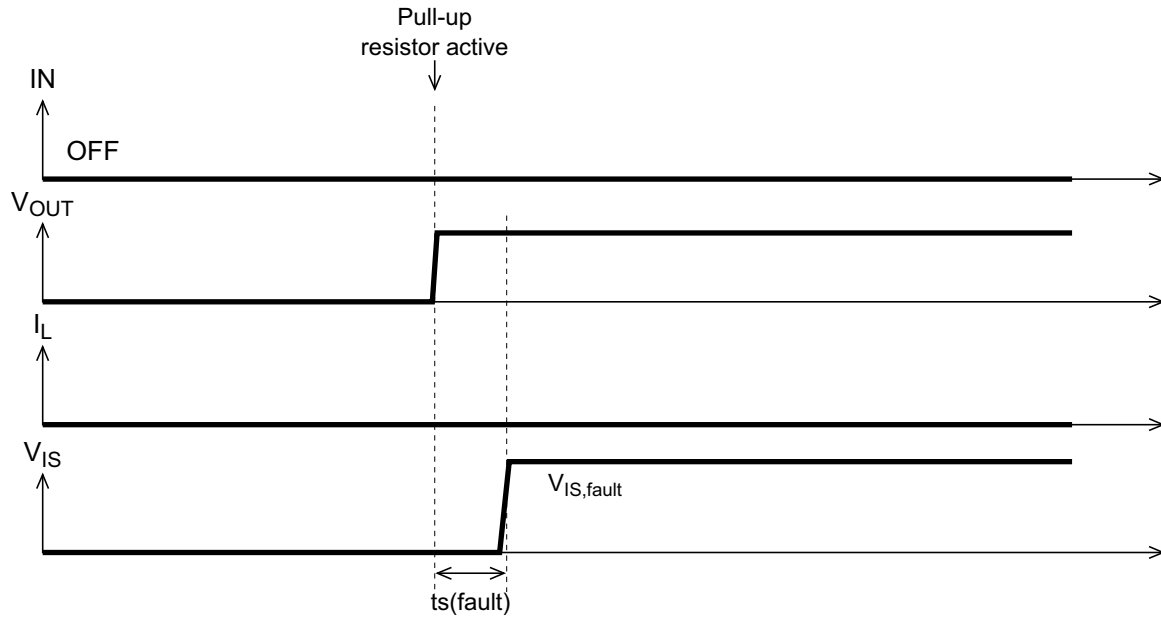 Pull-up
resistor active
IN
OFF
VOUT
IL
VIS
VIS,fault
ts(fault)